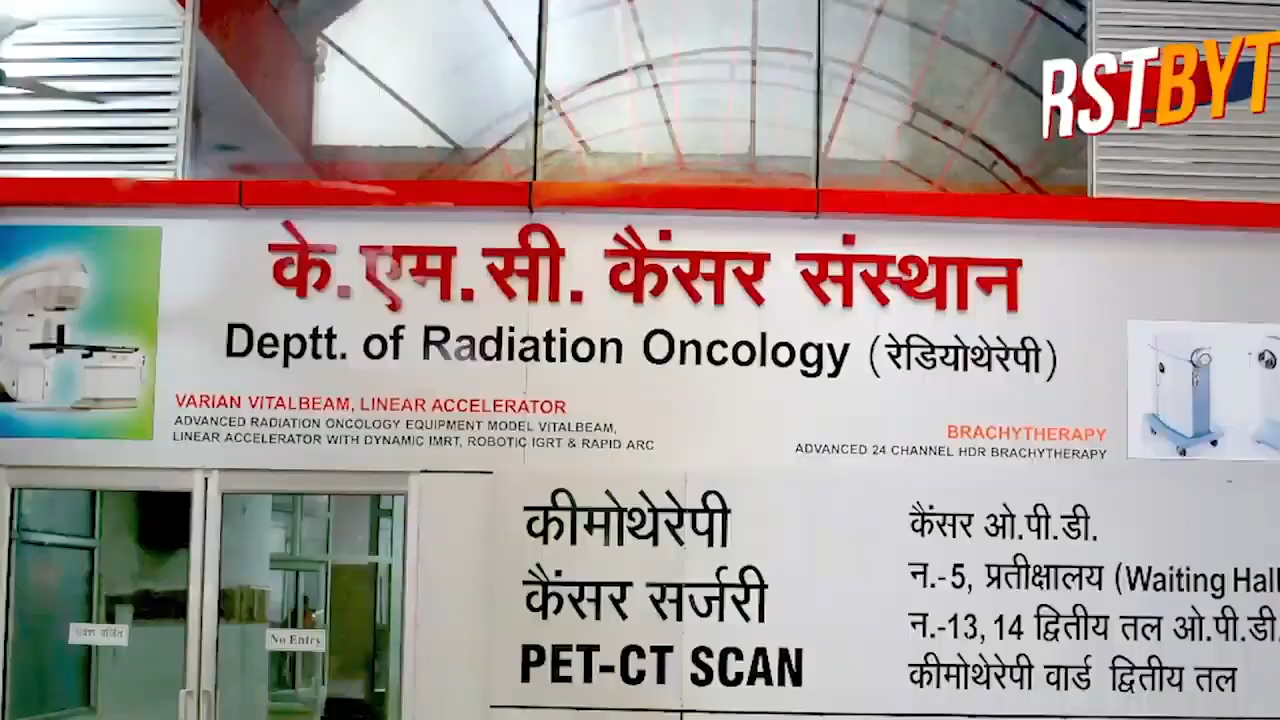 RSTBYT
के.एम.सी. कैंसर संस्थान
Deptt. of Radiation Oncology (रेडियोथेरेपी)
VARIAN VITALBEAM, LINEAR ACCELERATOR
ADVANCED RADIATION ONCOLOGY EQUIPMENT MODEL VITALBEAM,
LINEAR ACCELERATOR WITH DYNAMIC IMRT, ROBOTIC IGRT & RAPID ARC
BRACHYTHERAPY
ADVANCED 24 CHANNEL HDR BRACHYTHERAPY
कीमोथेरेपी
कैंसर सर्जरी
PET-CT SCAN
कैंसर ओ.पी.डी.
न.-5, प्रतीक्षालय (Waiting Hall
न.-13, 14 द्वितीय तल ओ.पी.डी.
कीमोथेरेपी वार्ड द्वितीय तल
प्रवेश वर्जित
No Entry